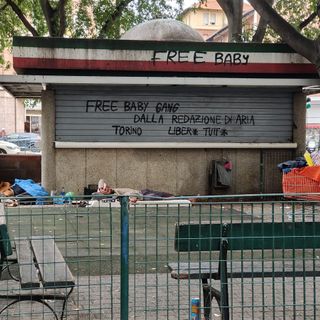 FREE BABY
FREE BABY GANG
DALLA REDAZIONE DI ARIA
TORINO LIBER* TUTT*